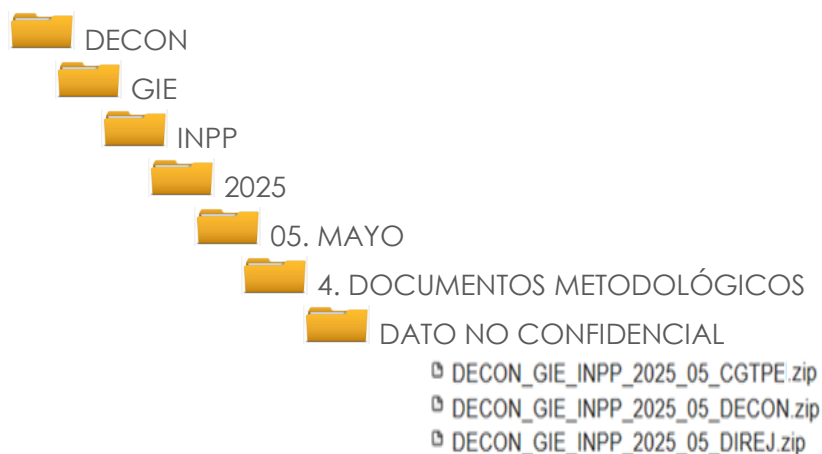 DECON
GIE
INPP
2025
05. MAYO
4. DOCUMENTOS METODOLÓGICOS
DATO NO CONFIDENCIAL
DECON_GIE_INPP_2025_05_CGTPE.zip
DECON_GIE_INPP_2025_05_DECON.zip
DECON_GIE_INPP_2025_05_DIREJ.zip